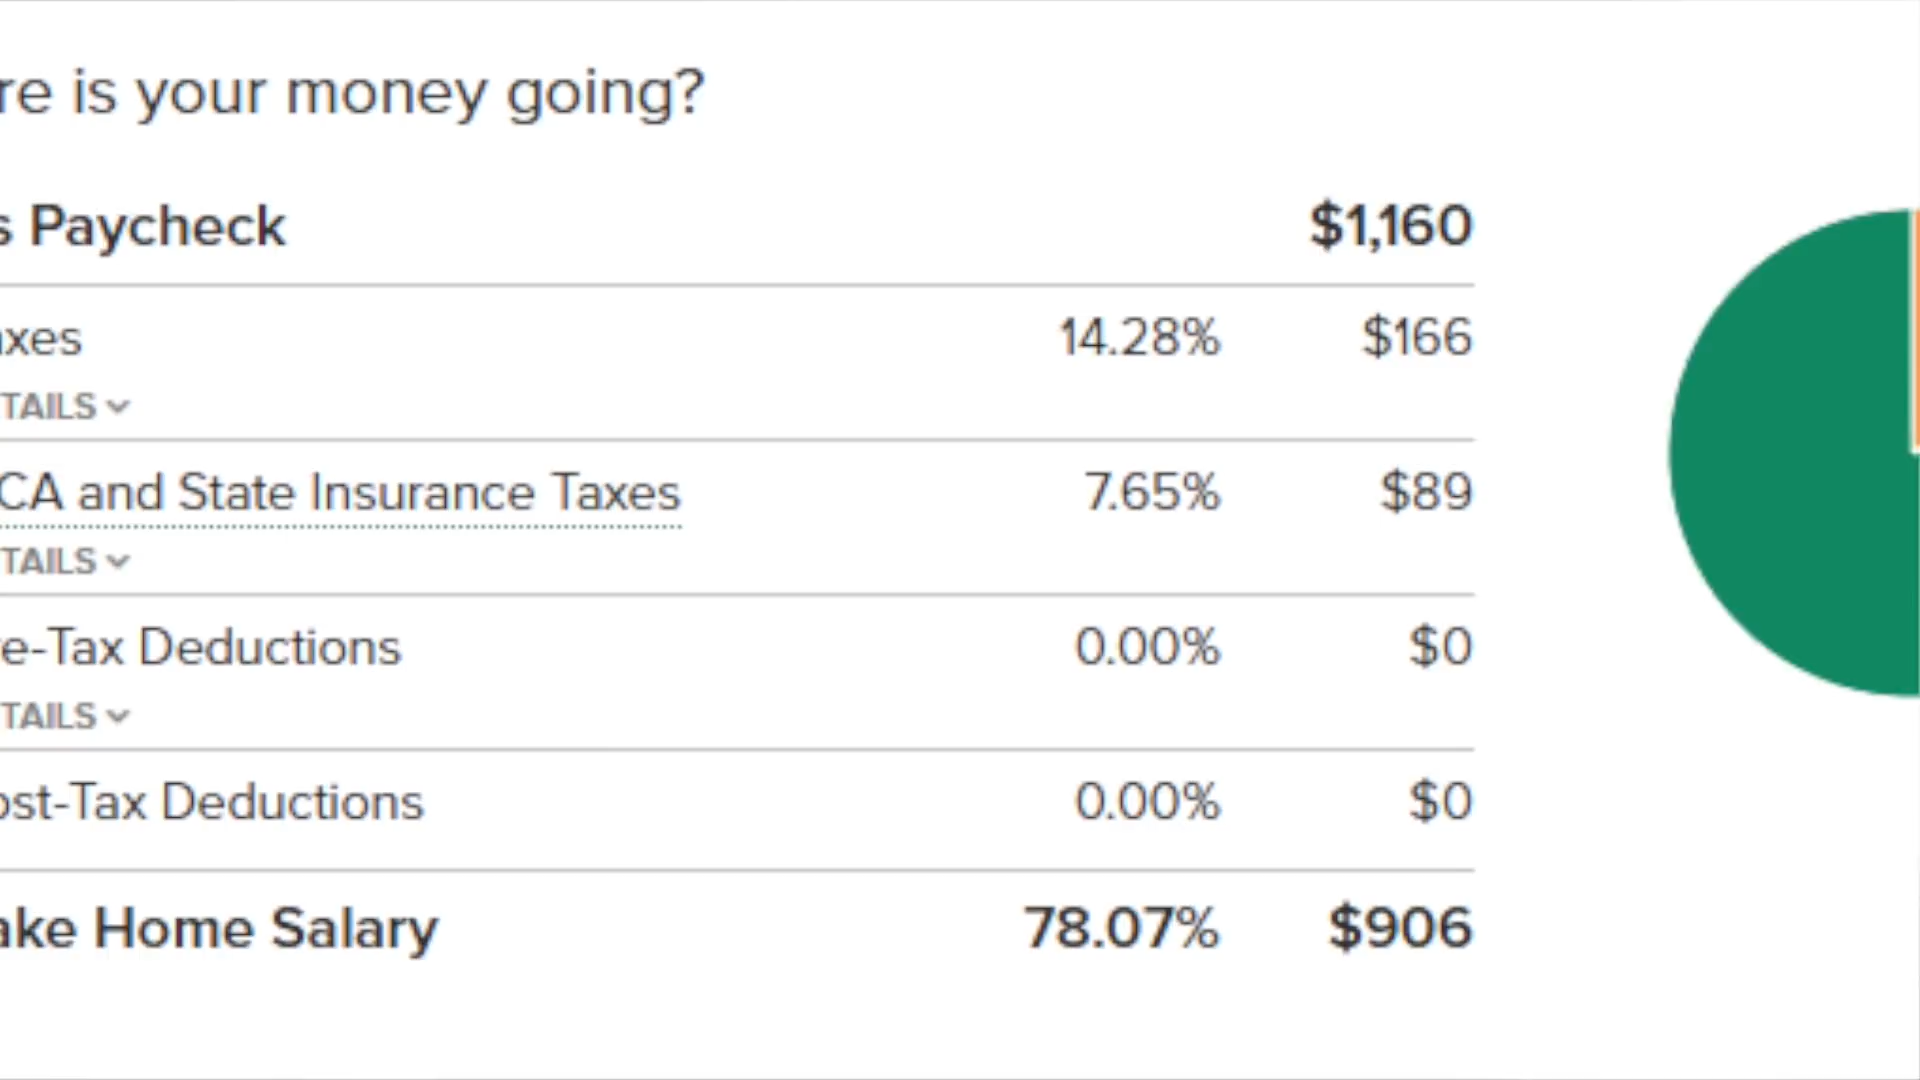 re is your money going?
s Paycheck $1,160
axes 14.28% $166
TAILS
CA and State Insurance Taxes 7.65% $89
TAILS
e-Tax Deductions 0.00% $0
TAILS
ost-Tax Deductions 0.00% $0
ake Home Salary 78.07% $906